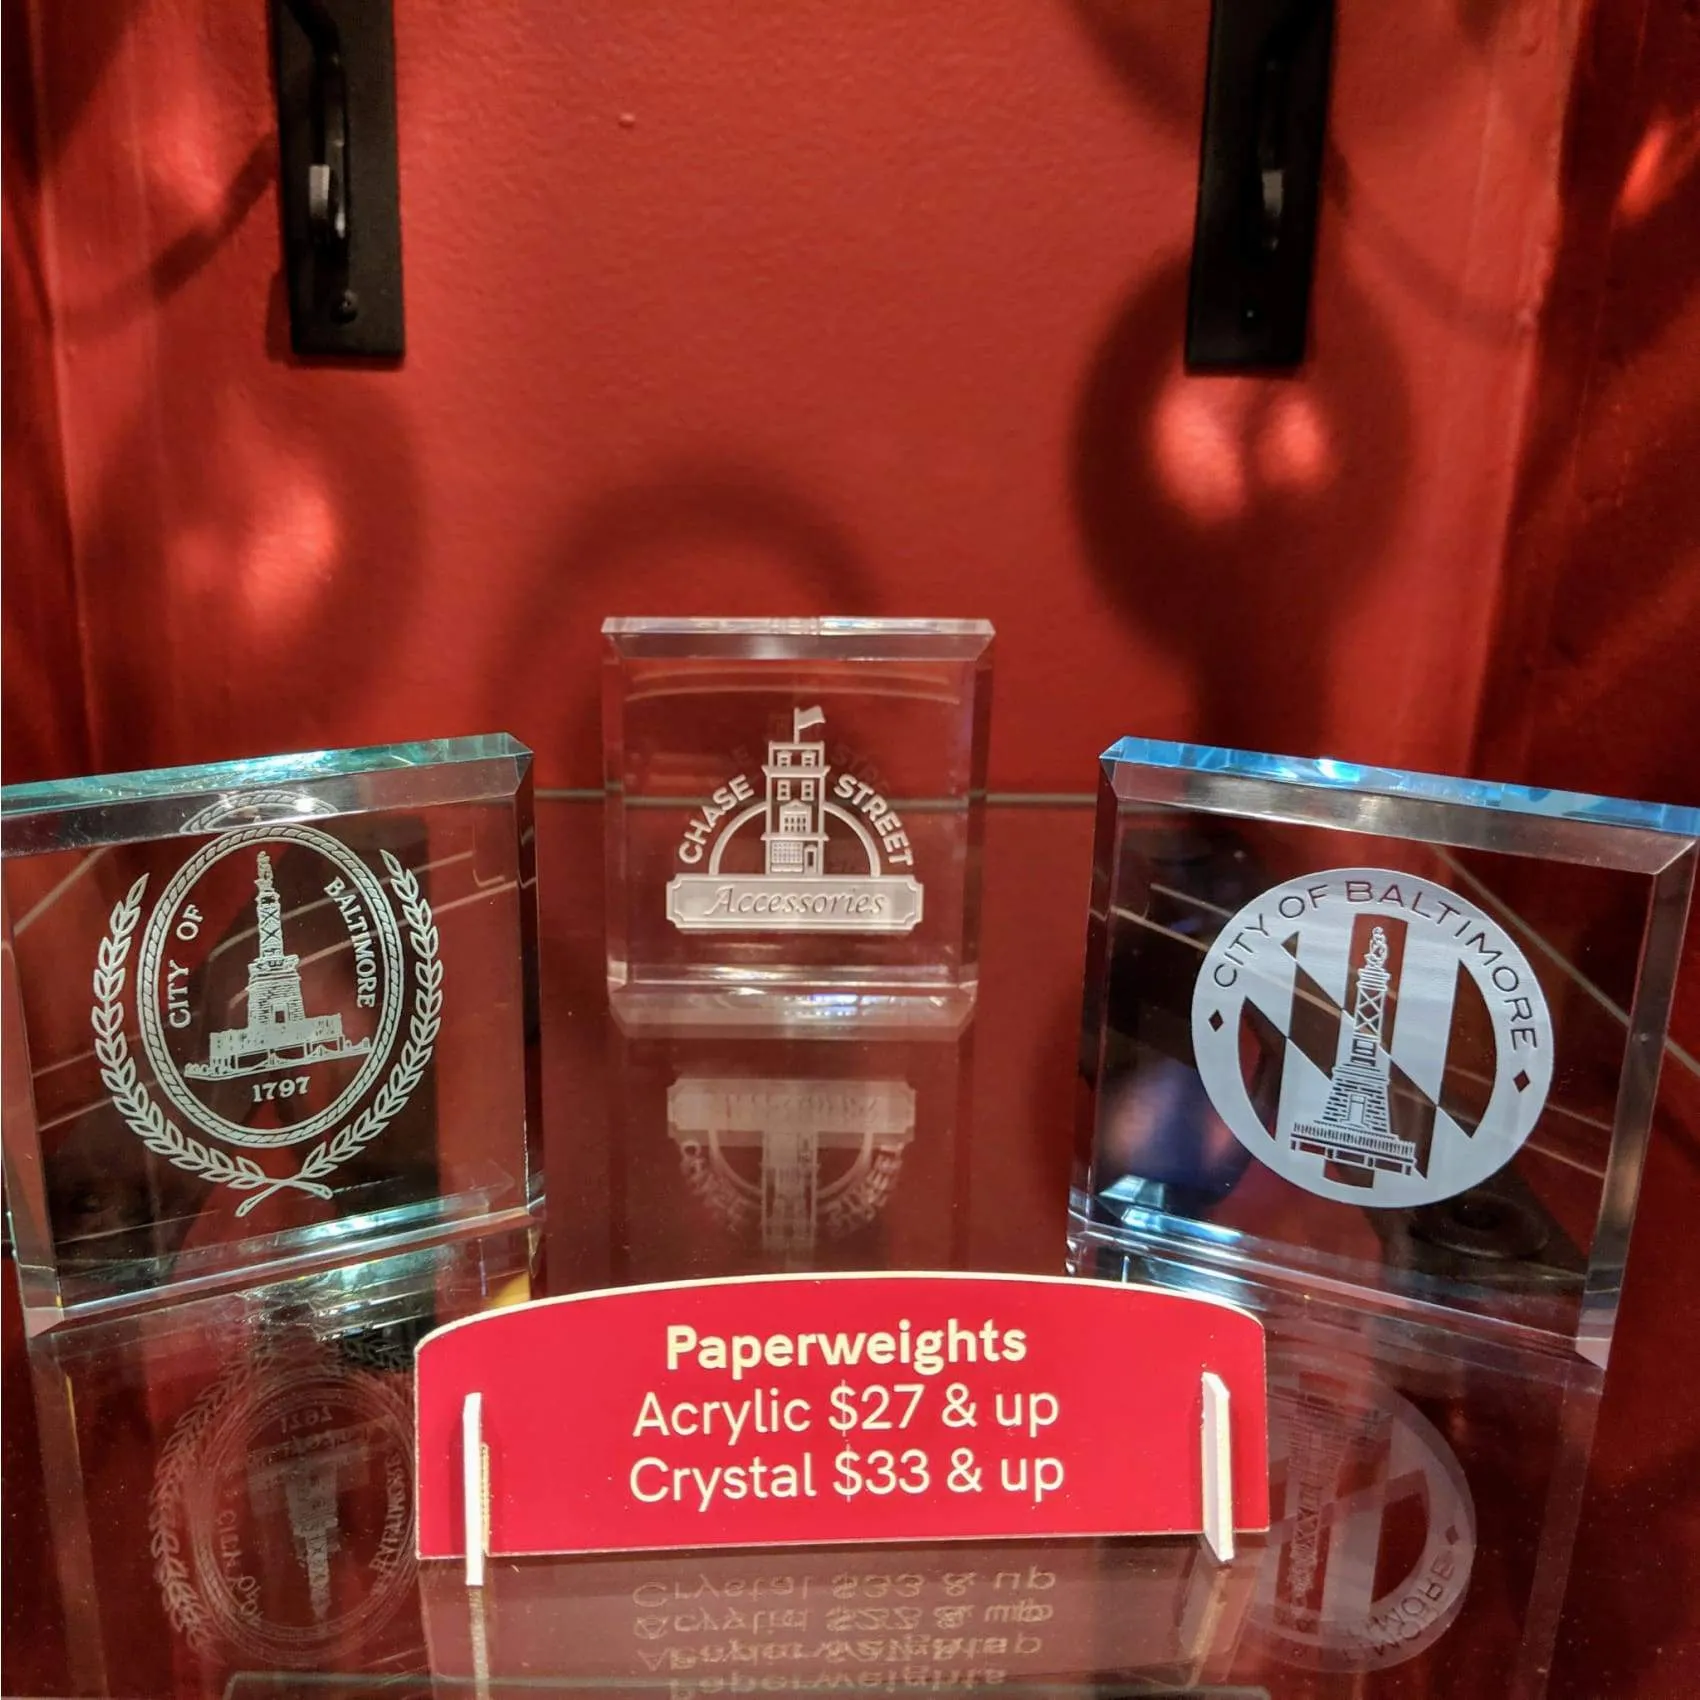 CHASE STREET
Accessories
CITY OF BALTIMORE
1797
CITY OF BALTIMORE
Paperweights
Acrylic $27 & up
Crystal $33 & up